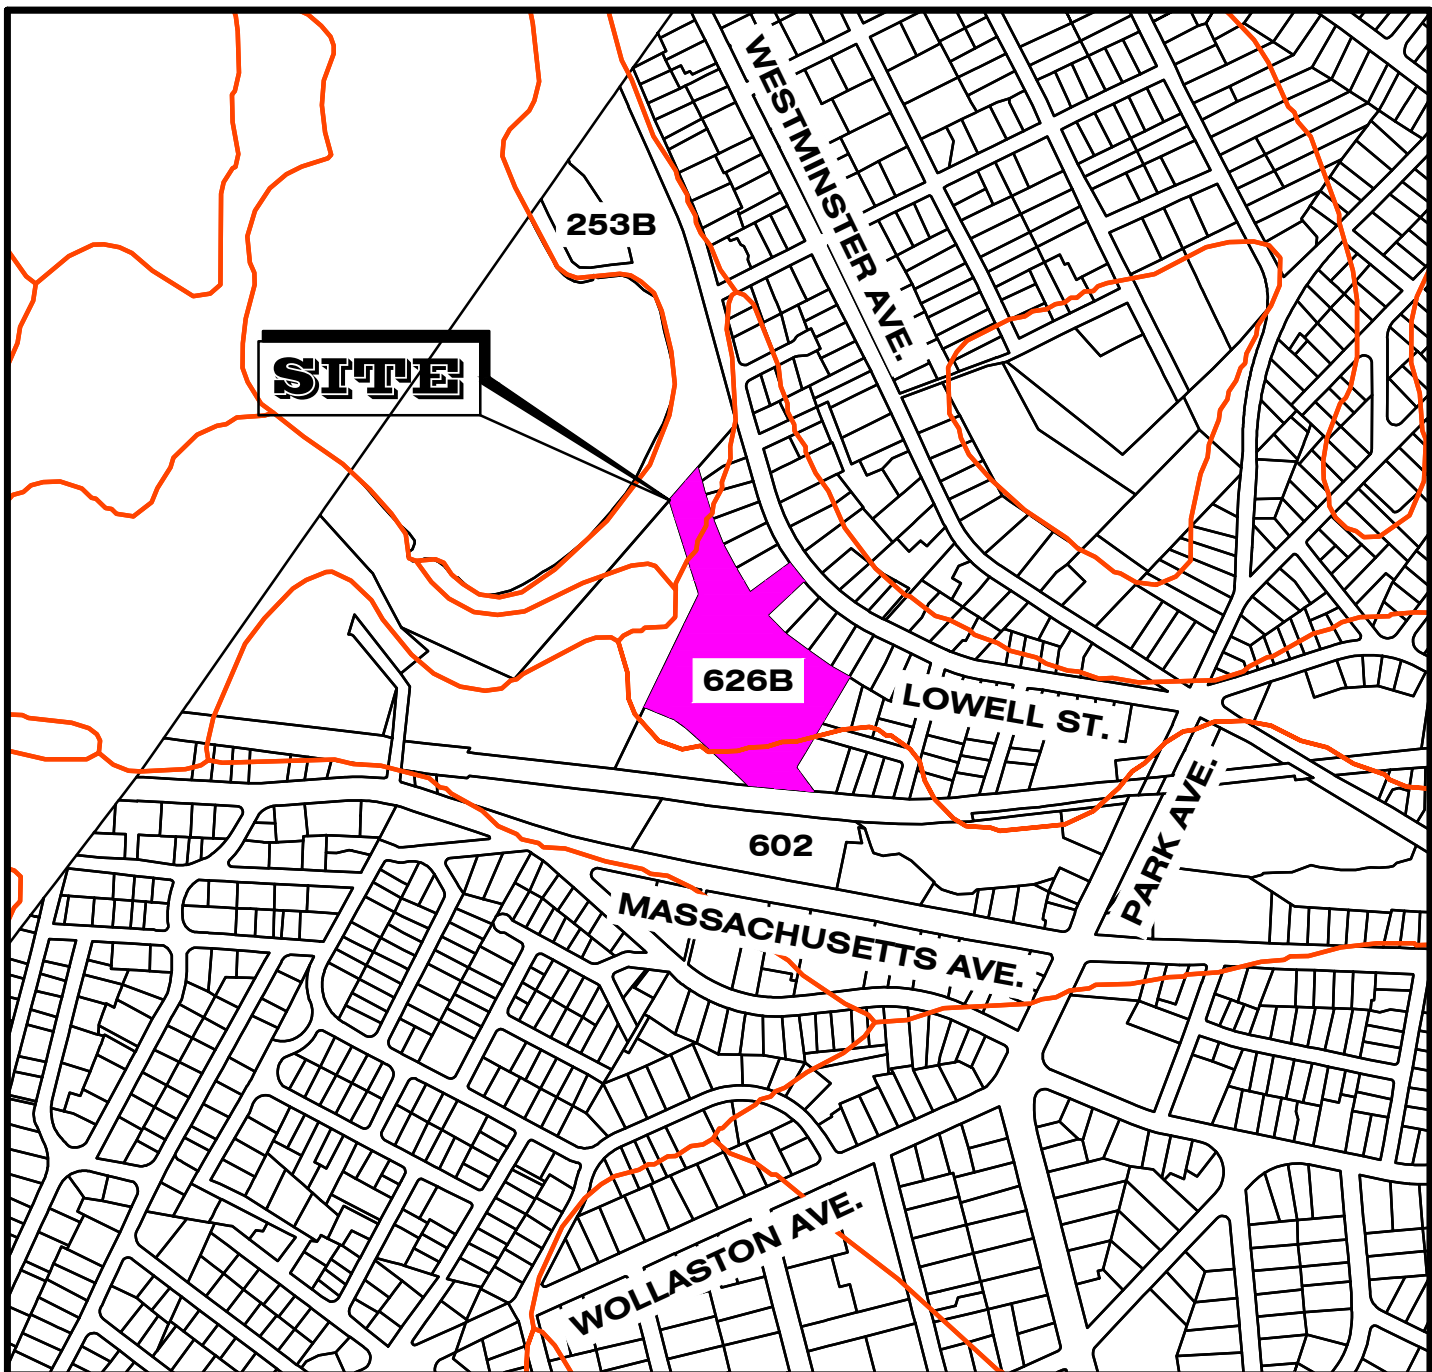 WESTMINSTER AVE.
253B
SITE
626B
LOWELL ST.
PARK AVE.
602
MASSACHUSETTS AVE.
WOLLASTON AVE.